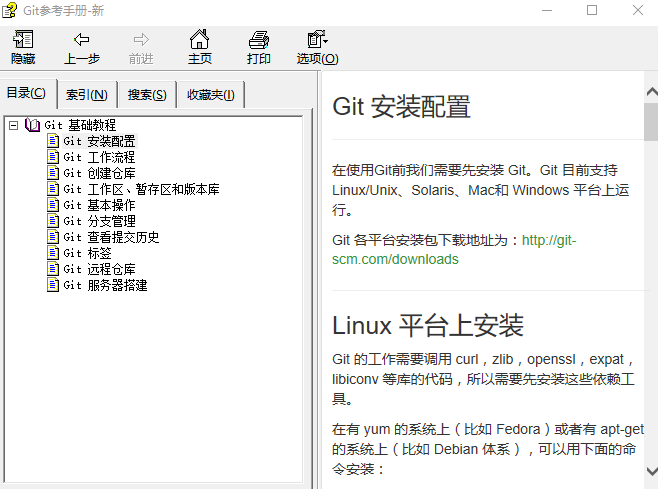 Git参考手册-新
隐藏 上一步 前进 主页 打印 选项(O)
目录(C) 索引(N) 搜索(S) 收藏夹(I)
Git 基础教程
Git 安装配置
Git 工作流程
Git 创建仓库
Git 工作区、暂存区和版本库
Git 基本操作
Git 分支管理
Git 查看提交历史
Git 标签
Git 远程仓库
Git 服务器搭建
Git 安装配置
在使用Git前我们需要先安装 Git。Git 目前支持
Linux/Unix、Solaris、Mac和 Windows 平台上运
行。
Git 各平台安装包下载地址为：http://git-
scm.com/downloads
Linux 平台上安装
Git 的工作需要调用 curl，zlib，openssl，expat，
libiconv 等库的代码，所以需要先安装这些依赖工
具。
在有 yum 的系统上（比如 Fedora）或者有 apt-get
的系统上（比如 Debian 体系），可以用下面的命
令安装：